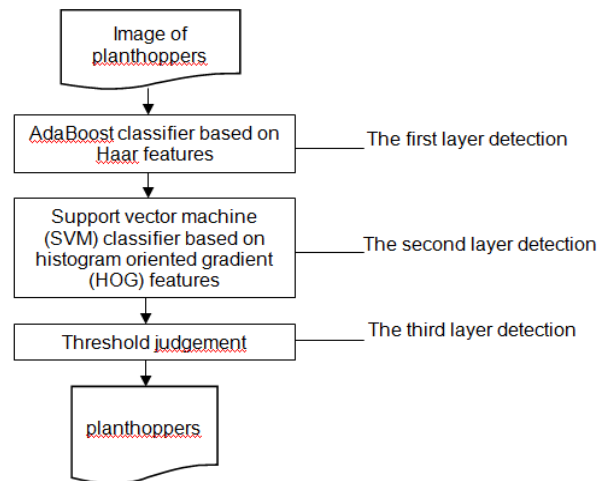 Image of
planthoppers
AdaBoost classifier based on
Haar features
The first layer detection
Support vector machine
(SVM) classifier based on
histogram oriented gradient
(HOG) features
The second layer detection
Threshold judgement
The third layer detection
planthoppers